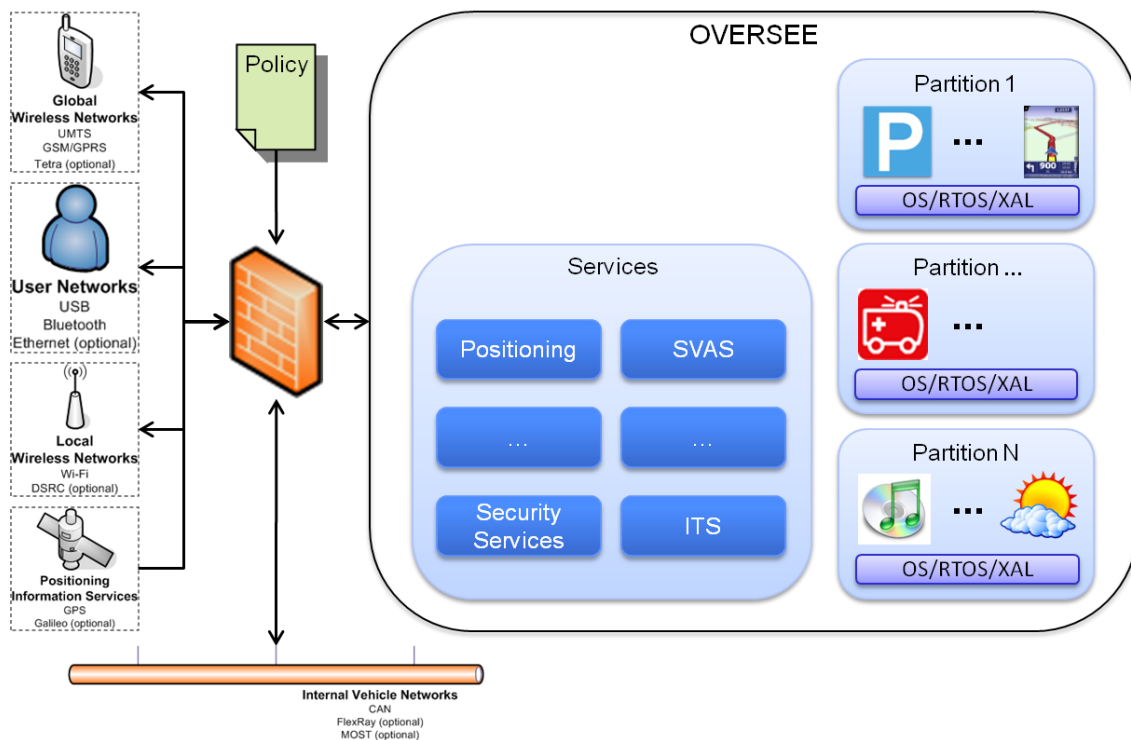 Global
Wireless Networks
UMTS
GSM/GPRS
Tetra (optional)
User Networks
USB
Bluetooth
Ethernet (optional)
Local
Wireless Networks
Wi-Fi
DSRC (optional)
Positioning
Information Services
GPS
Galileo (optional)
Policy
Internal Vehicle Networks
CAN
FlexRay (optional)
MOST (optional)
OVERSEE
Services
Positioning
SVAS
...
...
Security
Services
ITS
Partition 1
P
...
900
OS/RTOS/XAL
Partition ...
...
OS/RTOS/XAL
Partition N
...
OS/RTOS/XAL